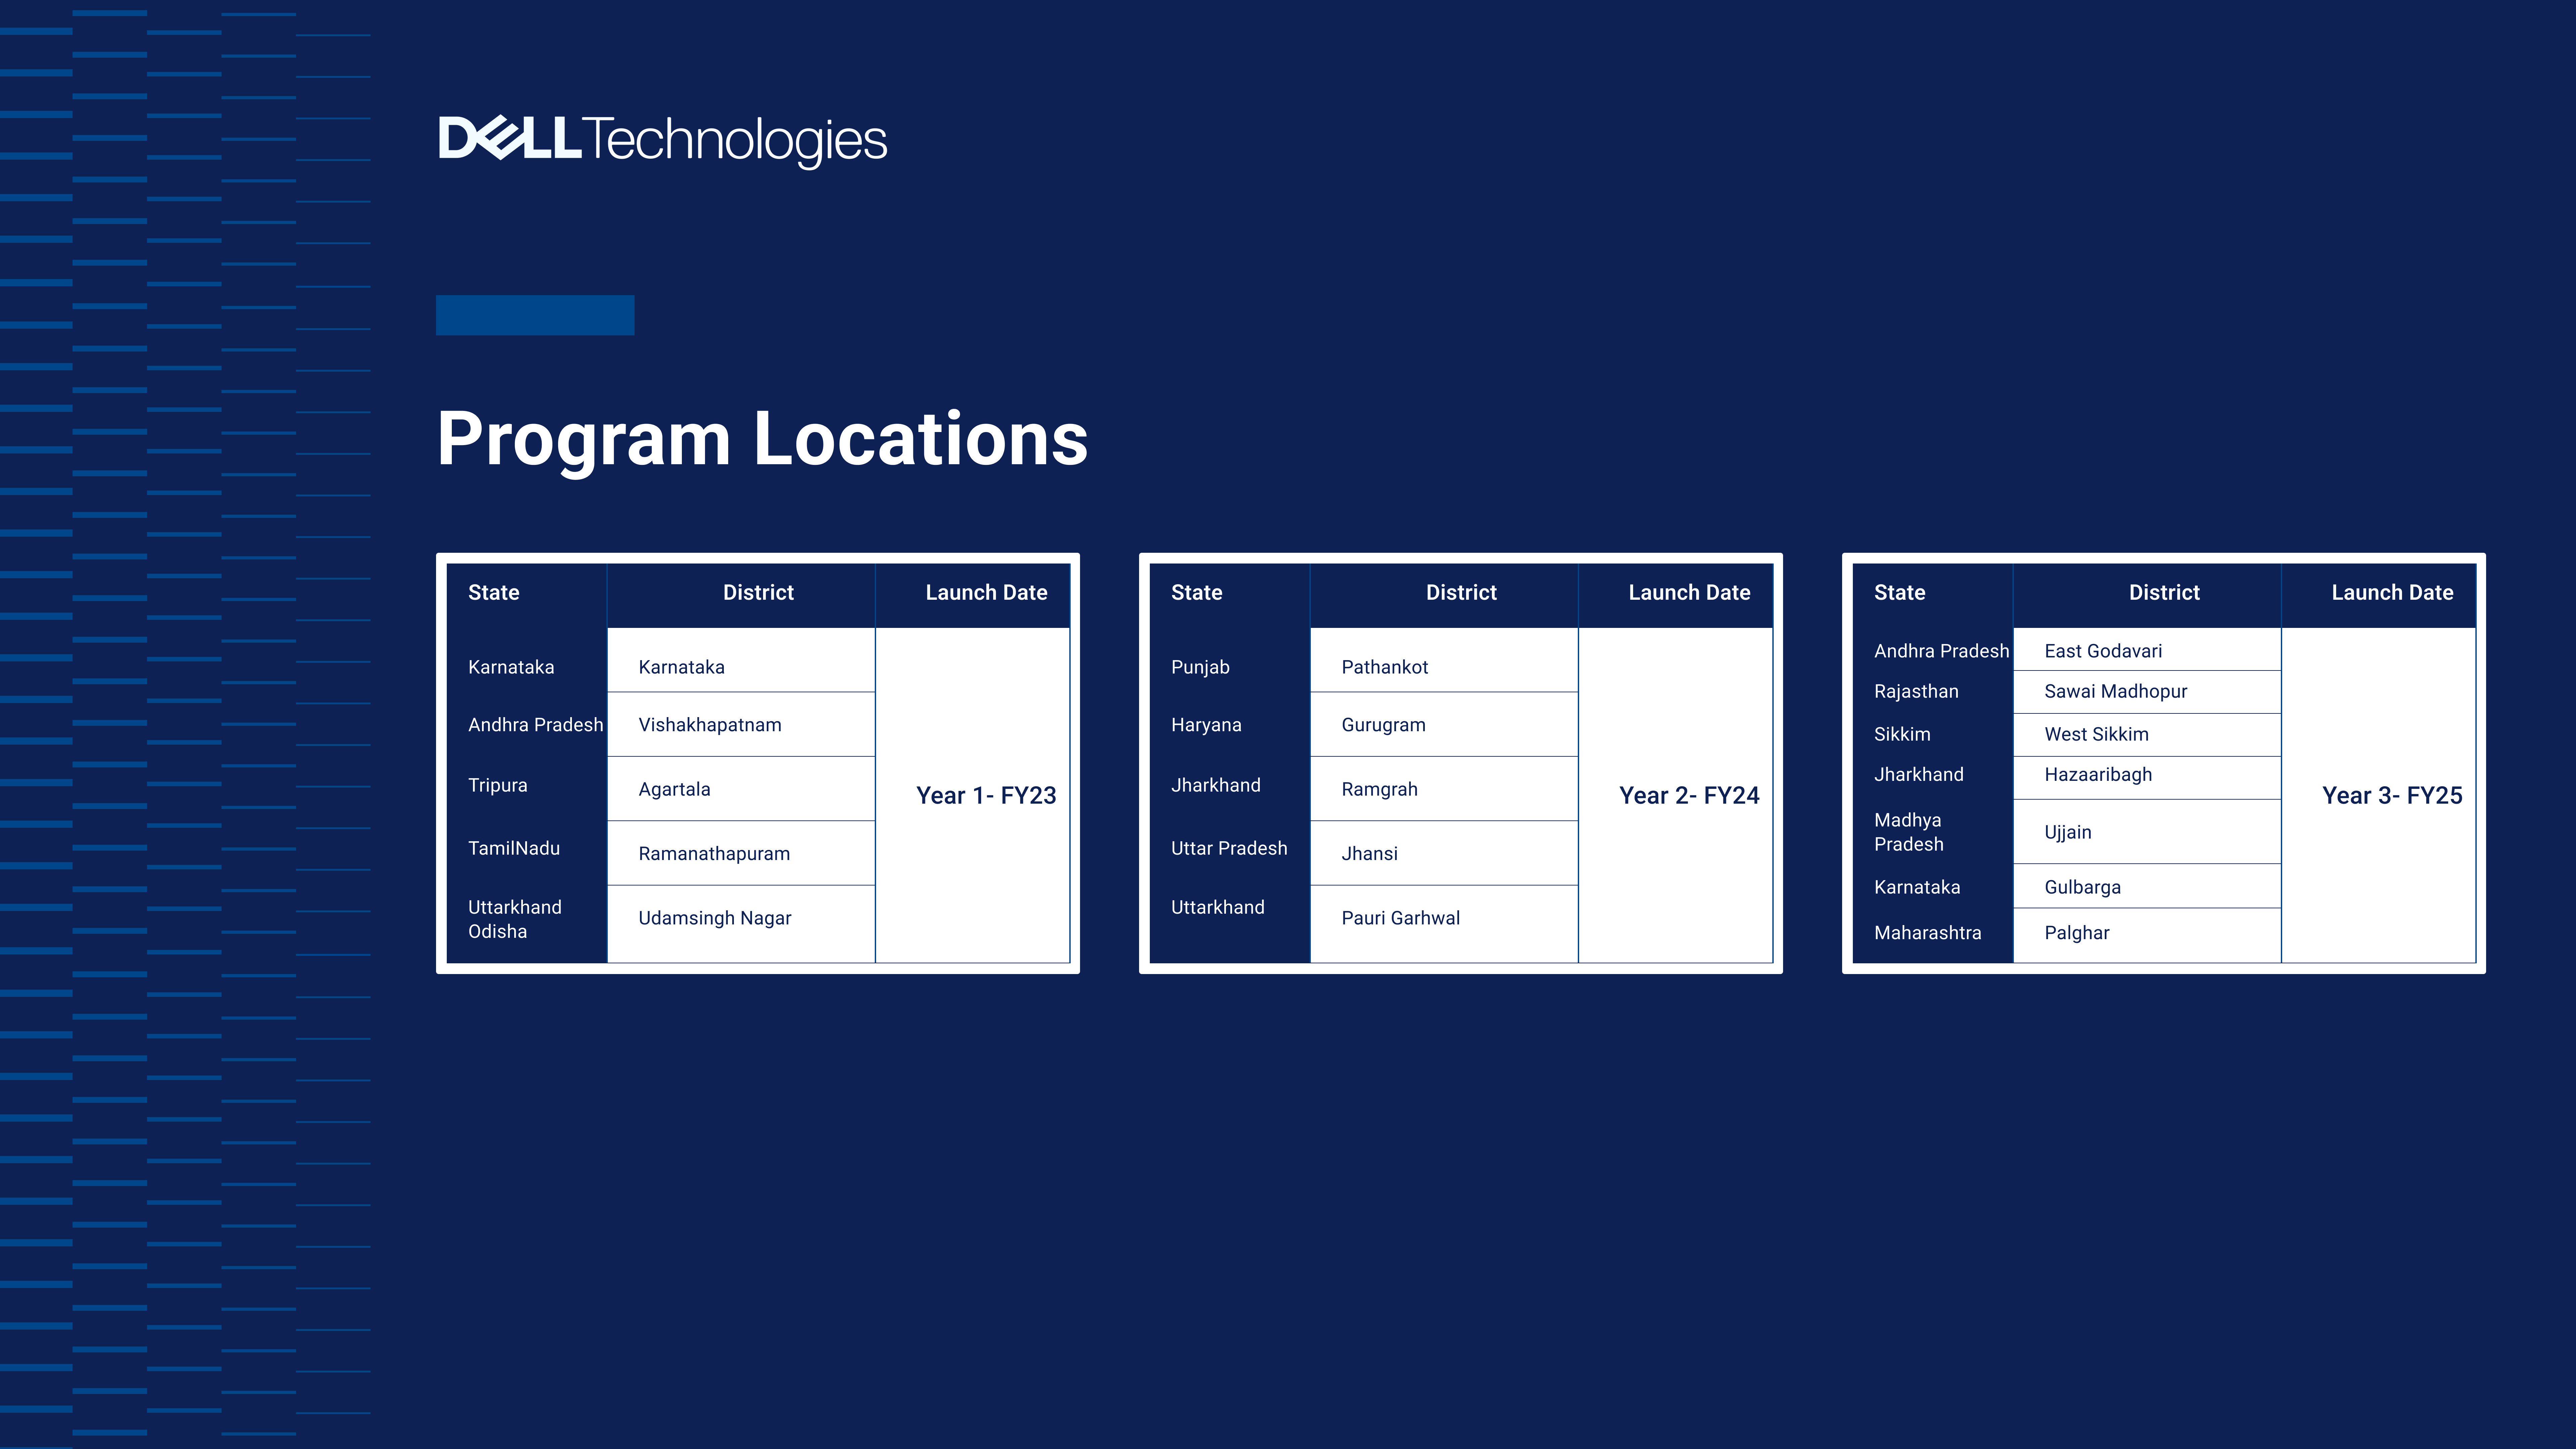 DELL Technologies
Program Locations
State District Launch Date
Karnataka Karnataka
Andhra Pradesh Vishakhapatnam
Tripura Agartala
Year 1- FY23
TamilNadu Ramanathapuram
Uttarkhand
Odisha
Udamsingh Nagar
State District Launch Date
Punjab Pathankot
Haryana Gurugram
Jharkhand Ramgrah
Year 2- FY24
Uttar Pradesh Jhansi
Uttarkhand Pauri Garhwal
State District Launch Date
Andhra Pradesh East Godavari
Rajasthan Sawai Madhopur
Sikkim West Sikkim
Jharkhand Hazaaribagh
Year 3- FY25
Madhya
Pradesh
Ujjain
Karnataka Gulbarga
Maharashtra Palghar